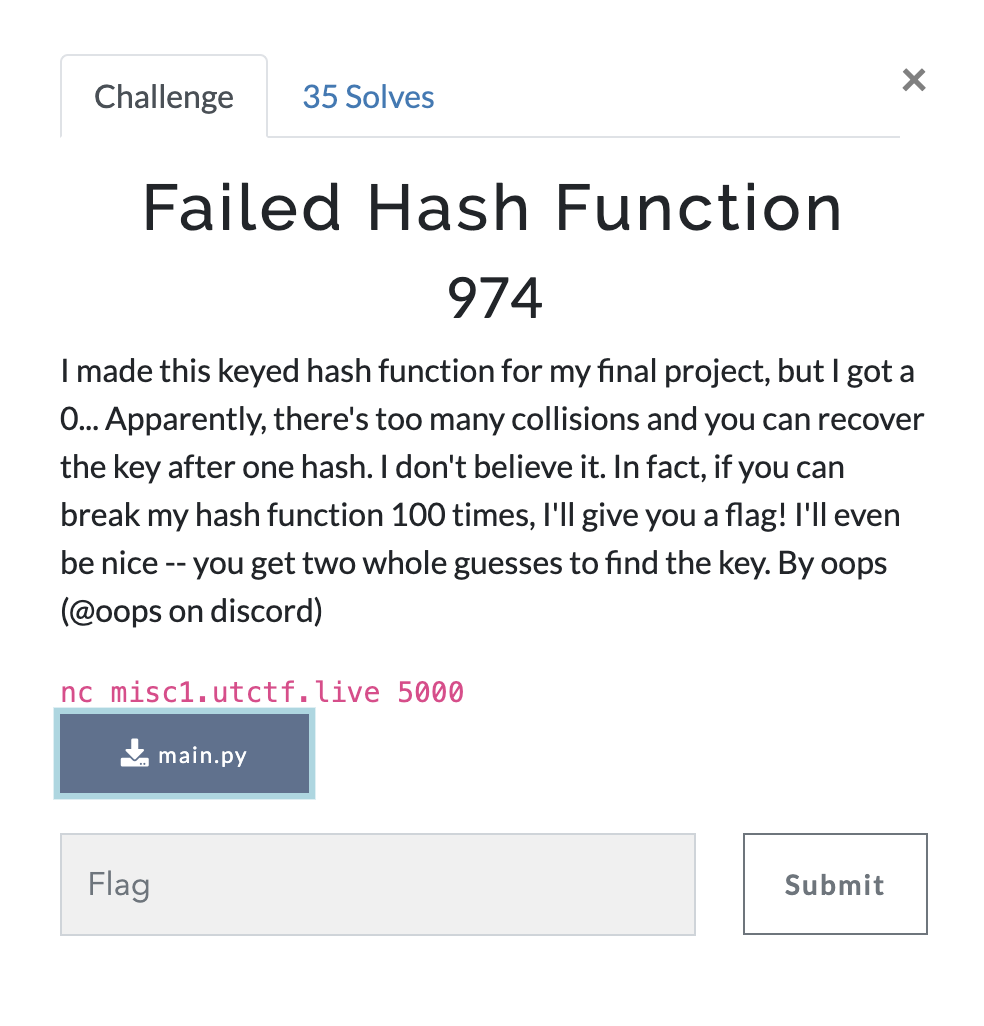 Challenge
35 Solves
×
Failed Hash Function
974
I made this keyed hash function for my final project, but I got a
0... Apparently, there's too many collisions and you can recover
the key after one hash. I don't believe it. In fact, if you can
break my hash function 100 times, I'll give you a flag! I'll even
be nice -- you get two whole guesses to find the key. By oops
(@oops on discord)
nc misc1.utctf.live 5000
main.py
Flag
Submit